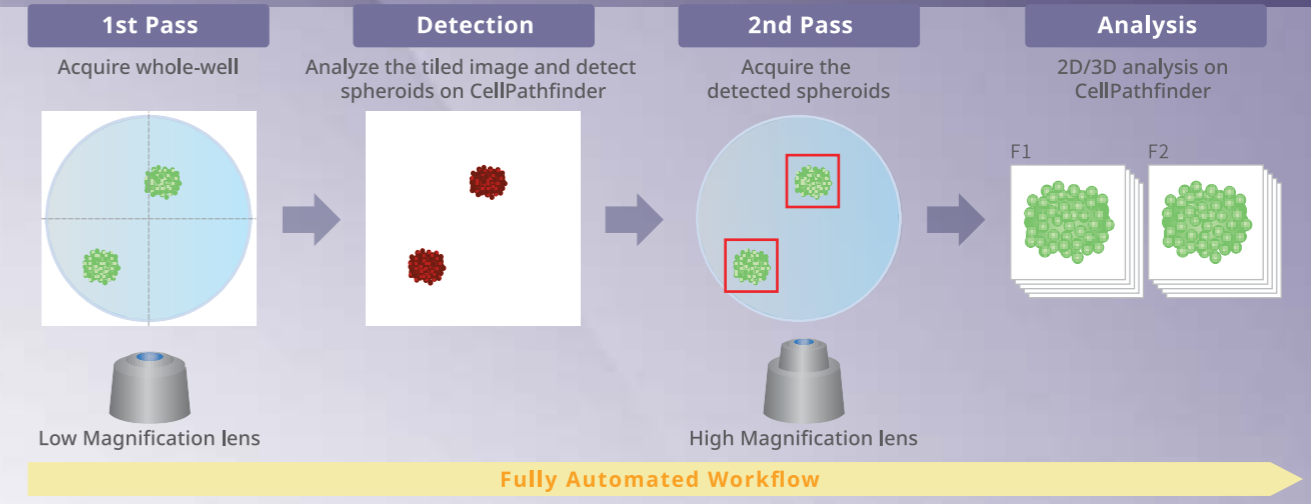 1st Pass
Detection
2nd Pass
Analysis
Acquire whole-well
Analyze the tiled image and detect
spheroids on CellPathfinder
Acquire the
detected spheroids
2D/3D analysis on
CellPathfinder
F1
F2
Low Magnification lens
High Magnification lens
Fully Automated Workflow